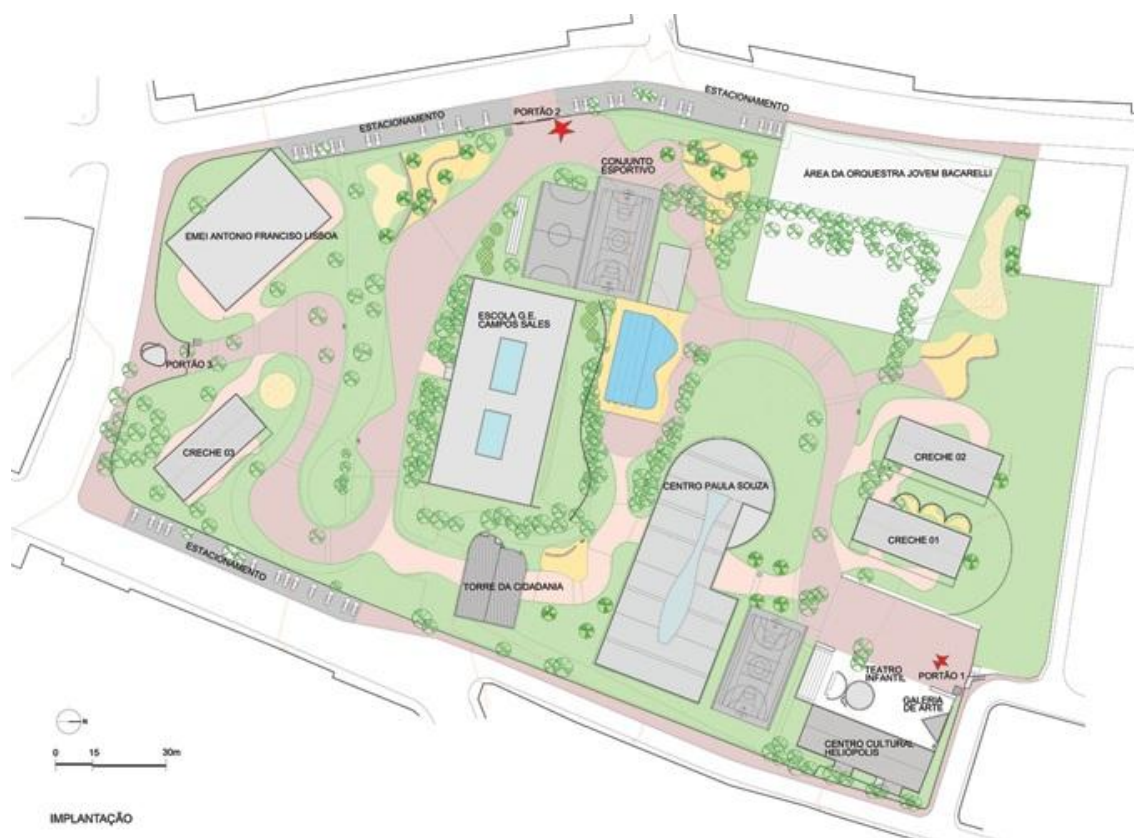 ESTACIONAMENTO
PORTÃO 2
ESTACIONAMENTO
CONJUNTO
ESPORTIVO
ÁREA DA ORQUESTRA JOVEM BACARELLI
EMEI ANTONIO FRANCISO LISBOA
ESCOLA G.E.
CAMPOS SALES
PORTÃO 3
CRECHE 03
CENTRO PAULA SOUZA
CRECHE 02
CRECHE 01
ESTACIONAMENTO
TORRE DA CIDADANIA
TEATRO
INFANTIL
PORTÃO 1
GALERIA
DE ARTE
CENTRO CULTURAL
HELIÓPOLIS
N
0 15 30m
IMPLANTAÇÃO